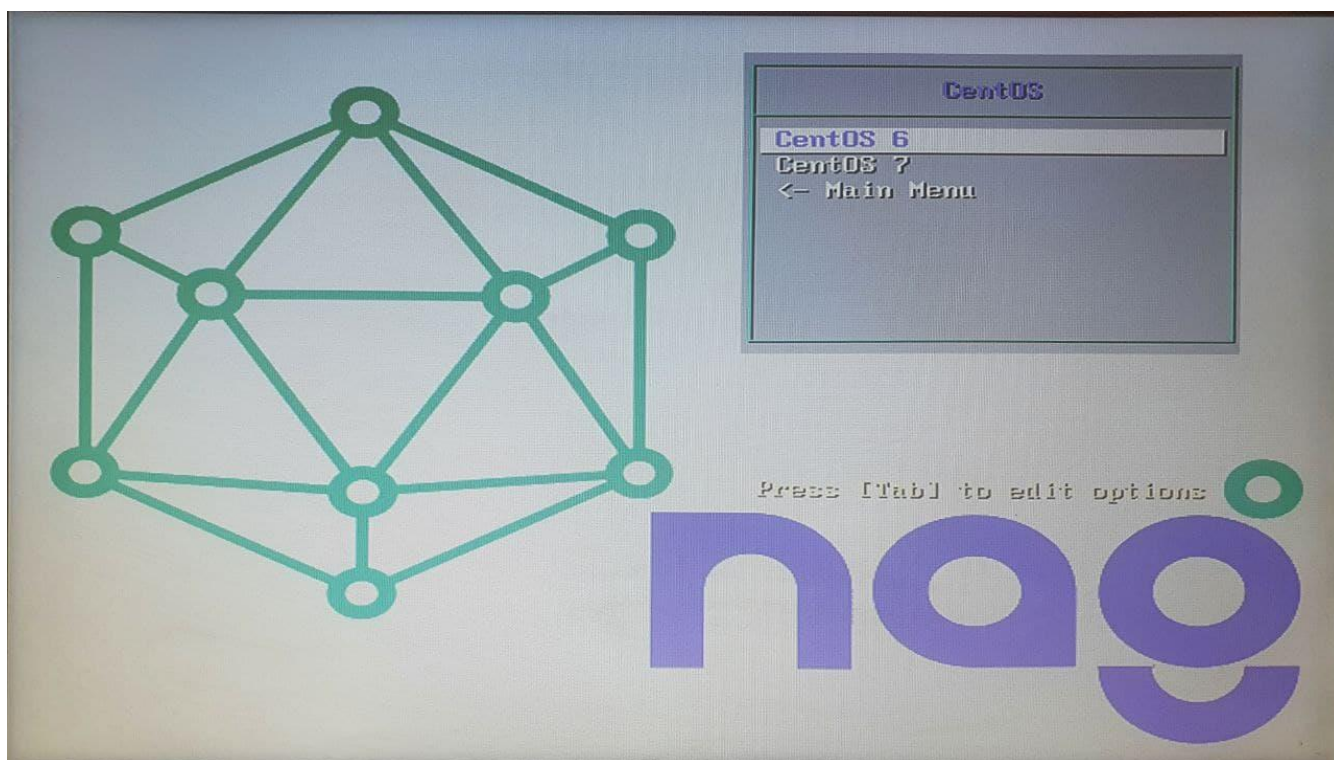 CentOS
CentOS 6
CentOS 7
<- Main Menu
Press [Tab] to edit options
nag